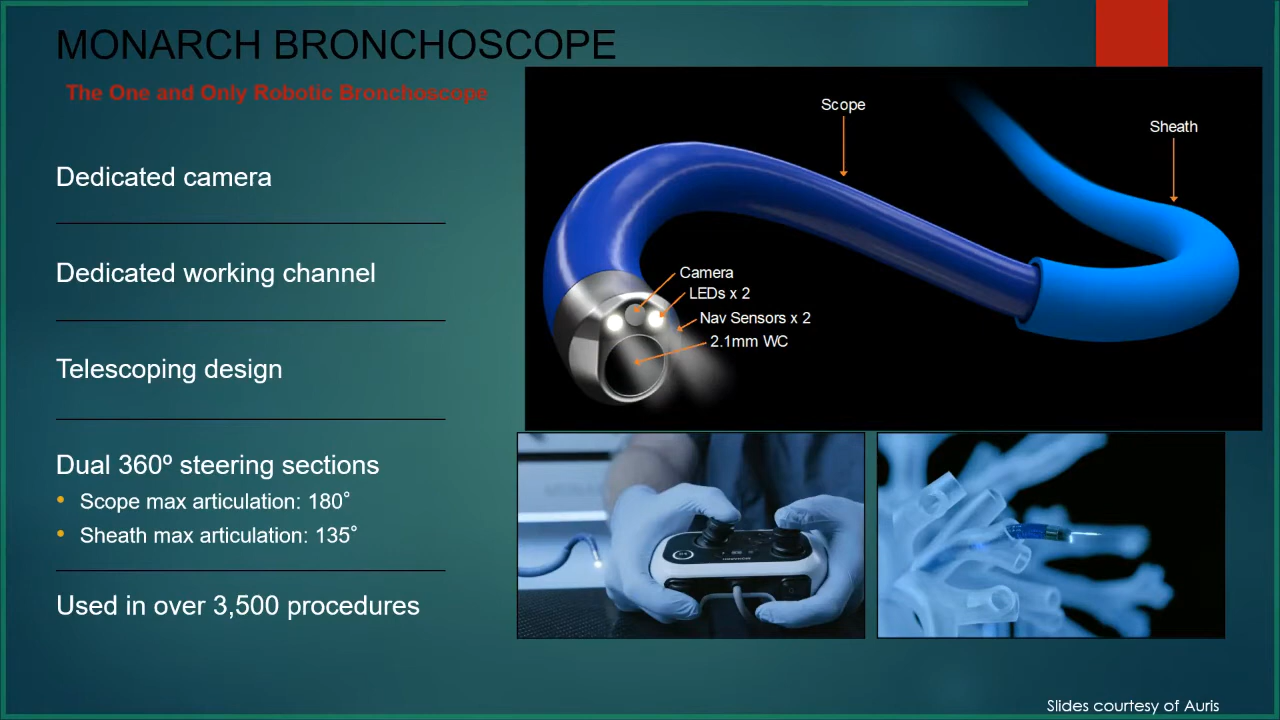 MONARCH BRONCHOSCOPE
The One and Only Robotic Bronchoscope
Dedicated camera
Dedicated working channel
Telescoping design
Dual 360º steering sections
• Scope max articulation: 180˚
• Sheath max articulation: 135˚
Used in over 3,500 procedures
Scope
Sheath
Camera
LEDs x 2
Nav Sensors x 2
2.1mm WC
Slides courtesy of Auris